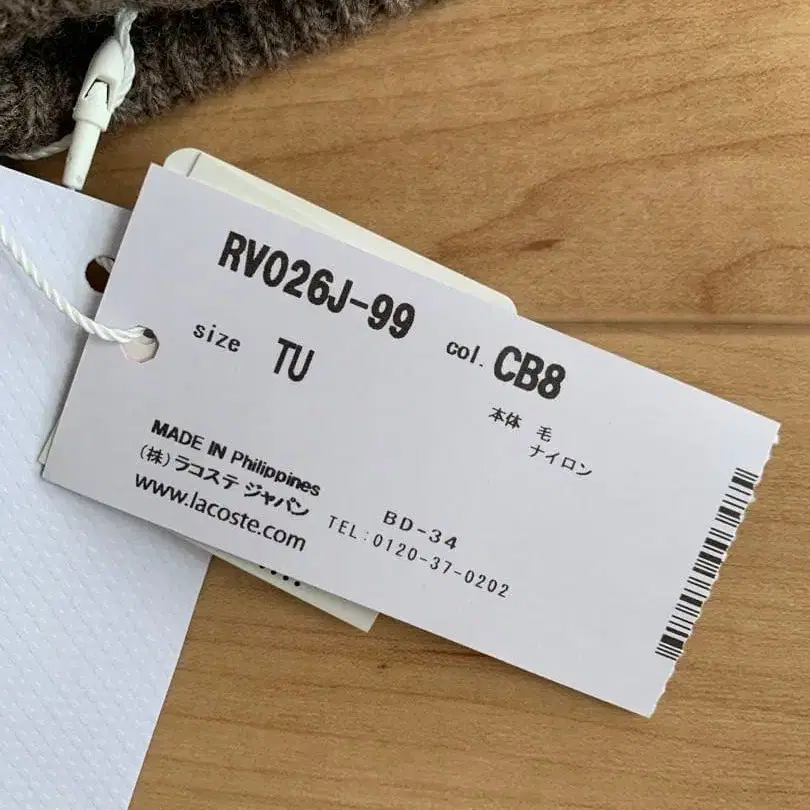 RV026J-99
size TU col. CB8
本体 毛
ナイロン
MADE IN Philippines
(株)ラコステ ジャパン
www.lacoste.com
BD-34
TEL:0120-37-0202